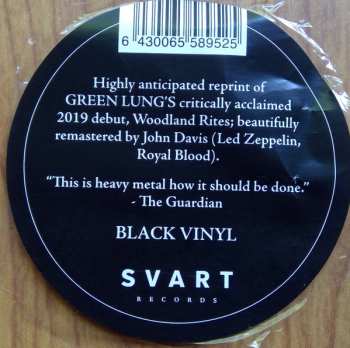 6 430065 589525
Highly anticipated reprint of
GREEN LUNG'S critically acclaimed
2019 debut, Woodland Rites; beautifully
remastered by John Davis (Led Zeppelin,
Royal Blood).
“This is heavy metal how it should be done.”
- The Guardian
BLACK VINYL
SVART
RECORDS